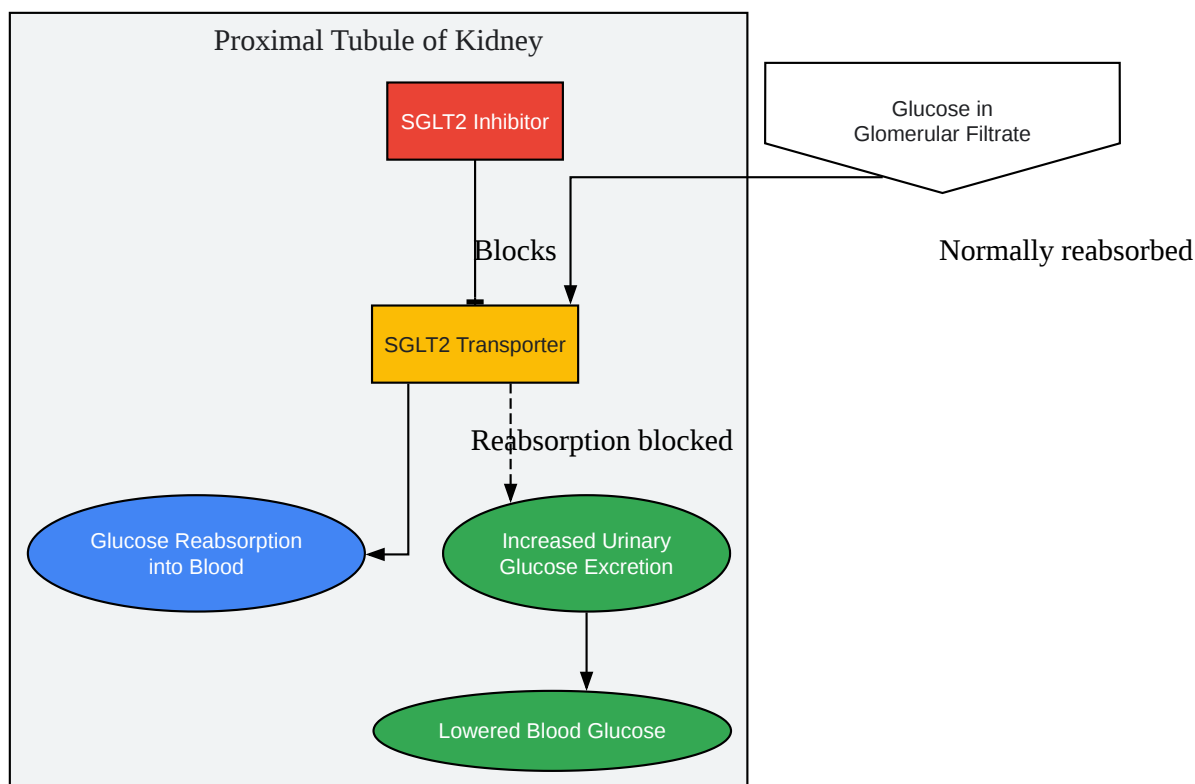 Proximal Tubule of Kidney
SGLT2 Inhibitor
Glucose in
Glomerular Filtrate
Blocks
Normally reabsorbed
SGLT2 Transporter
Reabsorption blocked
Glucose Reabsorption
into Blood
Increased Urinary
Glucose Excretion
Lowered Blood Glucose